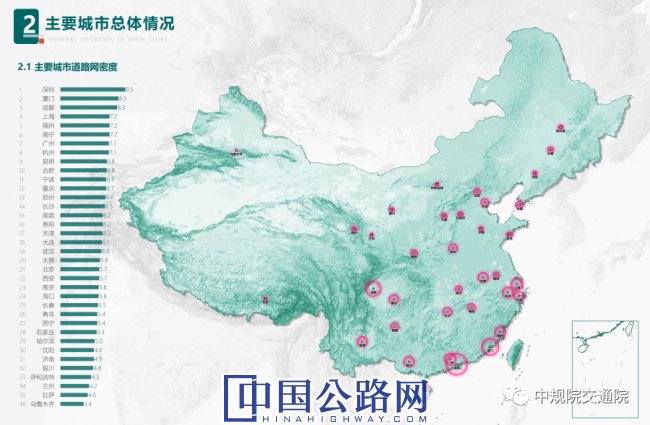 2 主要城市总体情况
GENERAL SITUATION OF MAIN CITIES
2.1 主要城市道路网密度
1 深圳 9.5
2 厦门 8.5
3 成都 8.3
4 上海 7.2
5 福州 7.2
6 南宁 7.2
7 广州 7.1
8 杭州 7.1
9 昆明 6.8
10 合肥 6.8
11 宁波
12 重庆 6.7
13 郑州
14 长沙
15 南昌 6.2
16 贵阳 6.2
17 天津 6.2
18 大连 6.1
19 武汉 6.0
20 太原 5.8
21 北京 5.7
22 西安 5.7
23 南京 5.6
24 海口 5.6
25 长春 5.5
26 青岛 5.4
27 西宁 5.4
28 石家庄
29 哈尔滨 5.0
30 沈阳 4.9
31 济南 4.9
32 银川 4.8
33 呼和浩特 4.5
34 兰州 4.2
35 拉萨 4.0
36 乌鲁木齐 3.4
中规院交通院
中国公路网
CHINAHIGHWAY.COM